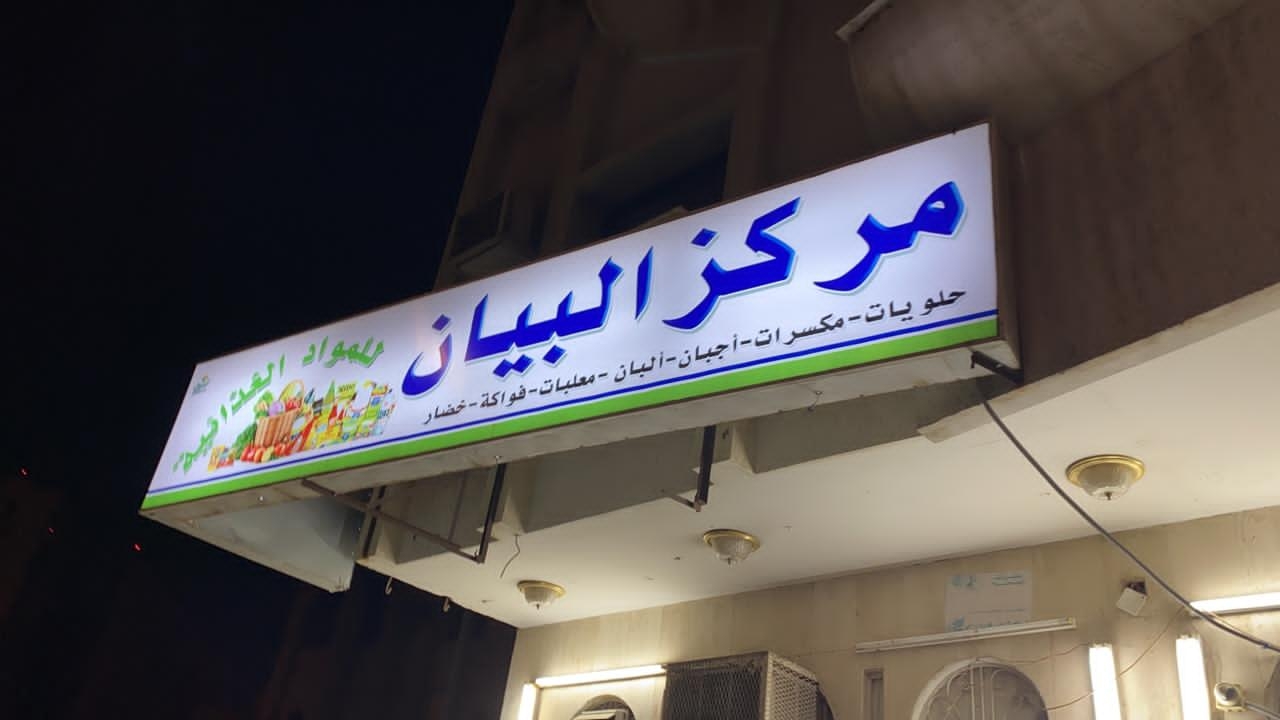 مركز البيان
للمواد الغذائية
حلويات - مكسرات - أجبان - ألبان - معلبات - فواكة - خضار